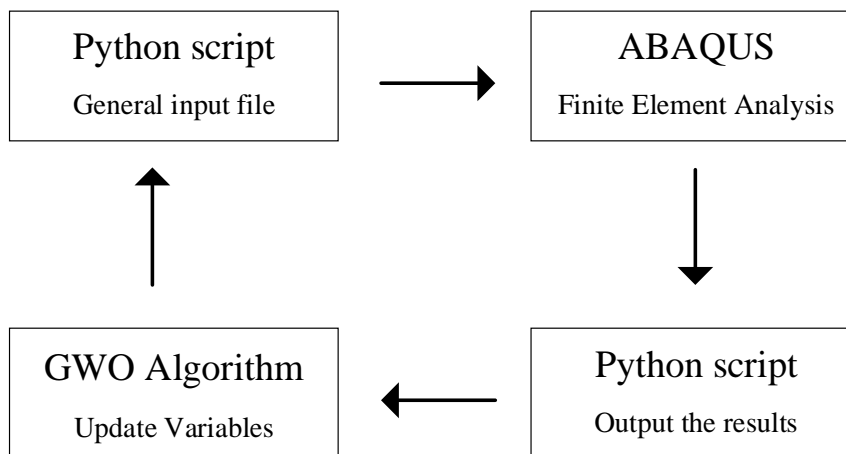 Python script
General input file
ABAQUS
Finite Element Analysis
GWO Algorithm
Update Variables
Python script
Output the results